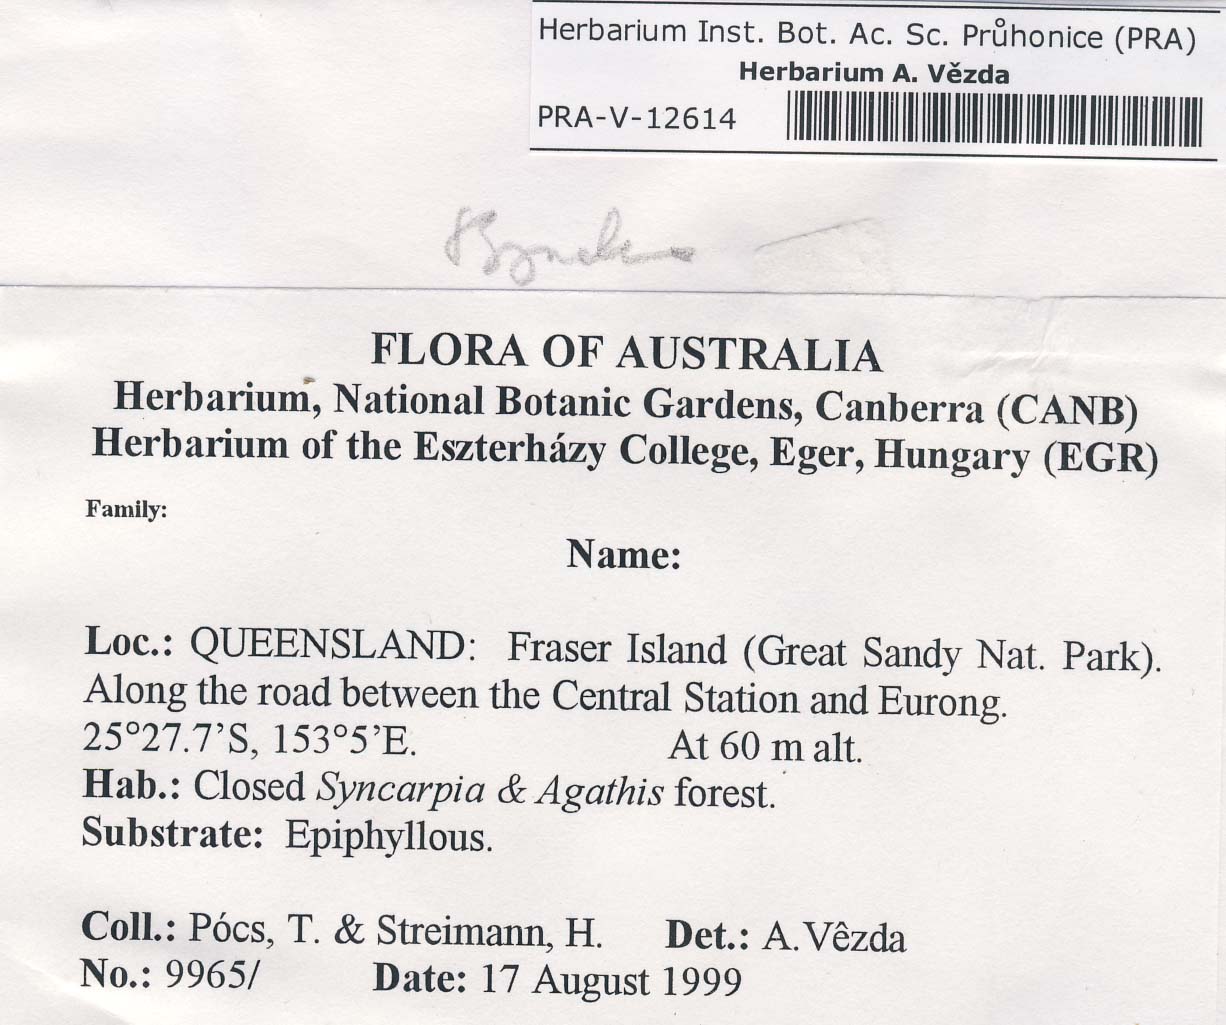 Herbarium Inst. Bot. Ac. Sc. Průhonice (PRA)
Herbarium A. Vězda
PRA-V-12614
FLORA OF AUSTRALIA
Herbarium, National Botanic Gardens, Canberra (CANB)
Herbarium of the Eszterházy College, Eger, Hungary (EGR)
Family:
Name:
Loc.: QUEENSLAND: Fraser Island (Great Sandy Nat. Park).
Along the road between the Central Station and Eurong.
25°27.7’S, 153°5’E. At 60 m alt.
Hab.: Closed Syncarpia & Agathis forest.
Substrate: Epiphyllous.
Coll.: Pócs, T. & Streimann, H. Det.: A.Vêzda
No.: 9965/ Date: 17 August 1999